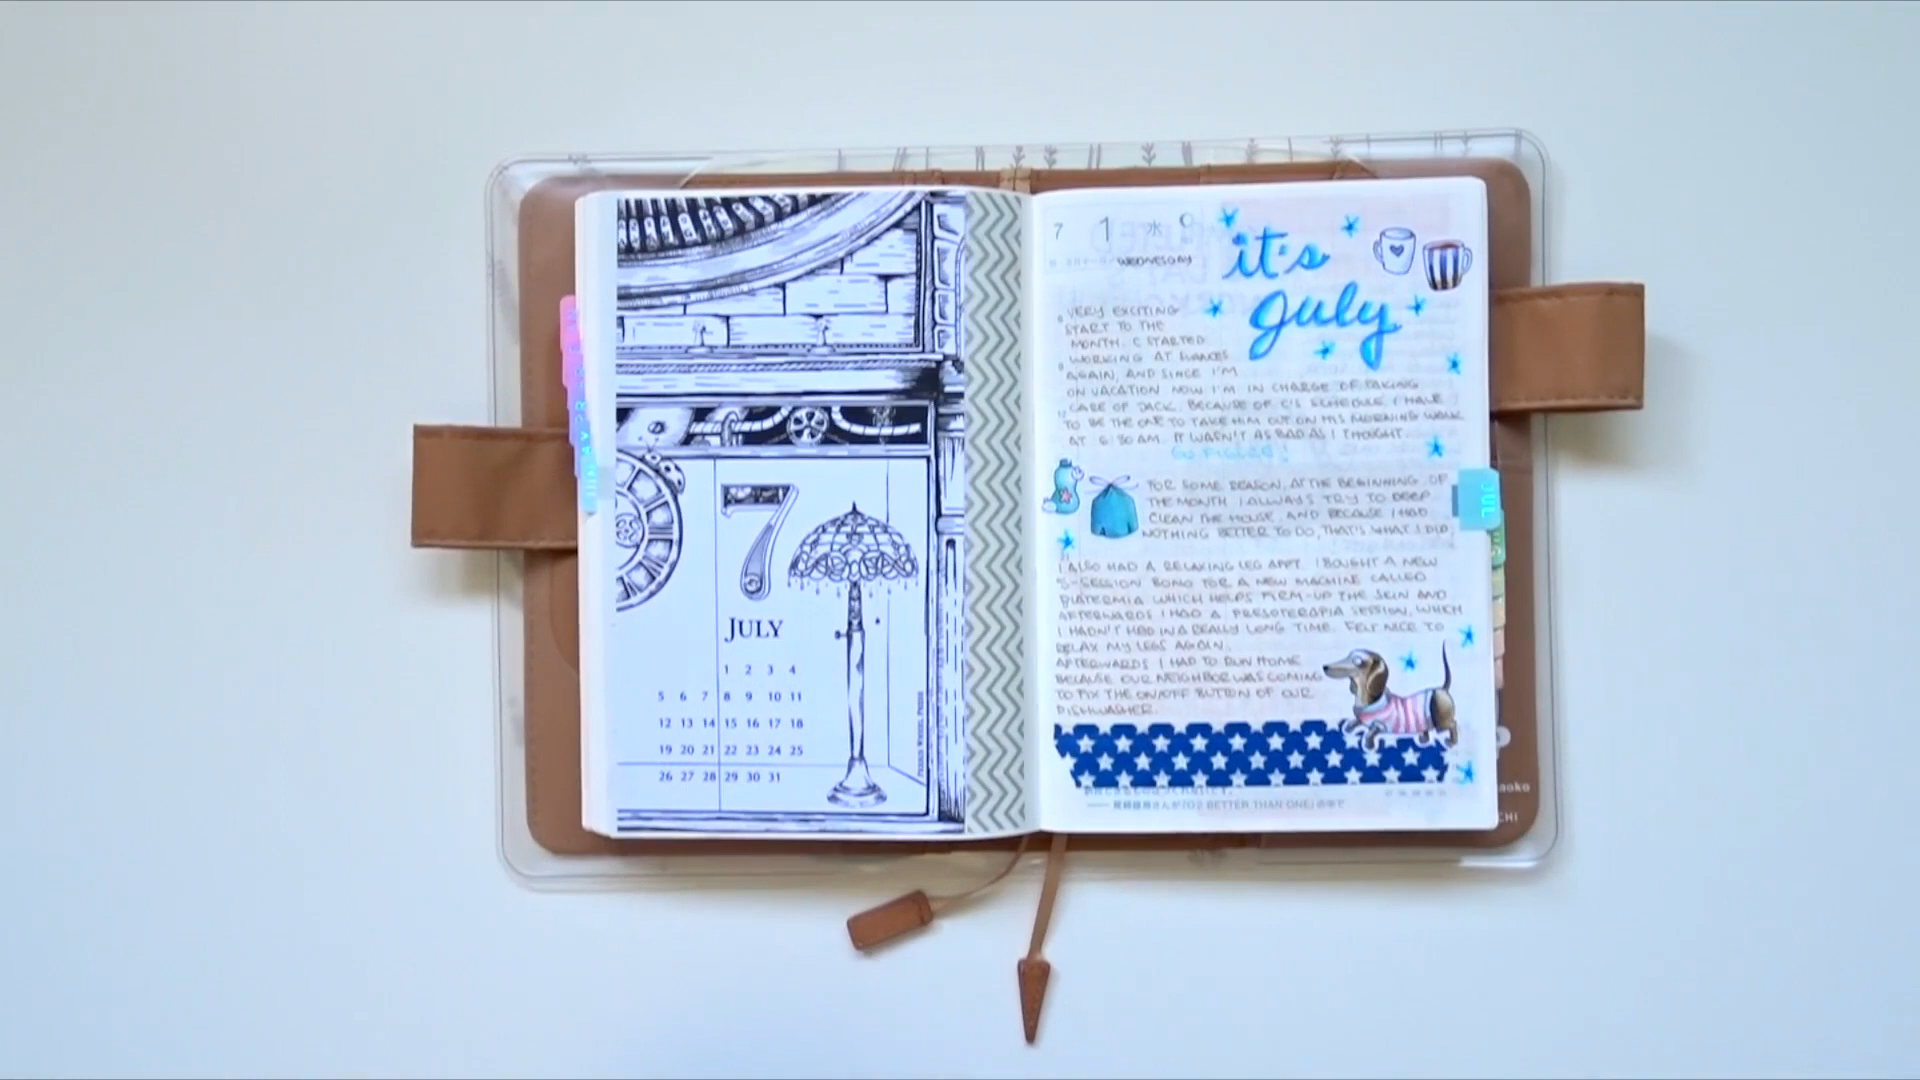 7
JULY
1 2 3 4
5 6 7 8 9 10 11
12 13 14 15 16 17 18
19 20 21 22 23 24 25
26 27 28 29 30 31
7 1 水
WEDNESDAY
it's
july
VERY EXCITING
START TO THE
MONTH. C STARTED
WORKING AT
AGAIN, AND SINCE I'M
ON VACATION NOW I'M IN CHARGE OF TAKING
CARE OF JACK. BECAUSE OF C'S SCHEDULE I HAVE
TO BE THE ONE TO TAKE HIM OUT ON HIS MORNING WALK
AT 6:30 AM. IT WASN'T AS BAD AS I THOUGHT.
GO FIGURE!
FOR SOME REASON, AT THE BEGINNING OF
THE MONTH I ALWAYS TRY TO DEEP
CLEAN THE HOUSE. AND BECAUSE I HAD
NOTHING BETTER TO DO, THAT'S WHAT I DID.
I ALSO HAD A RELAXING LEG APPT. I BOUGHT A NEW
5-SESSION BONO FOR A NEW MACHINE CALLED
DIATERMIA WHICH HELPS FIRM-UP THE SKIN AND
AFTERWARDS I HAD A PRESOTERAPIA SESSION, WHICH
I HADN'T HAD IN A REALLY LONG TIME. FELT NICE TO
RELAX MY LEGS AGAIN.
AFTERWARDS I HAD TO RUN HOME
BECAUSE OUR NEIGHBOR WAS COMING
TO FIX THE ON/OFF BUTTON OF OUR
DISHWASHER.
BETTER THAN ONE
JUL